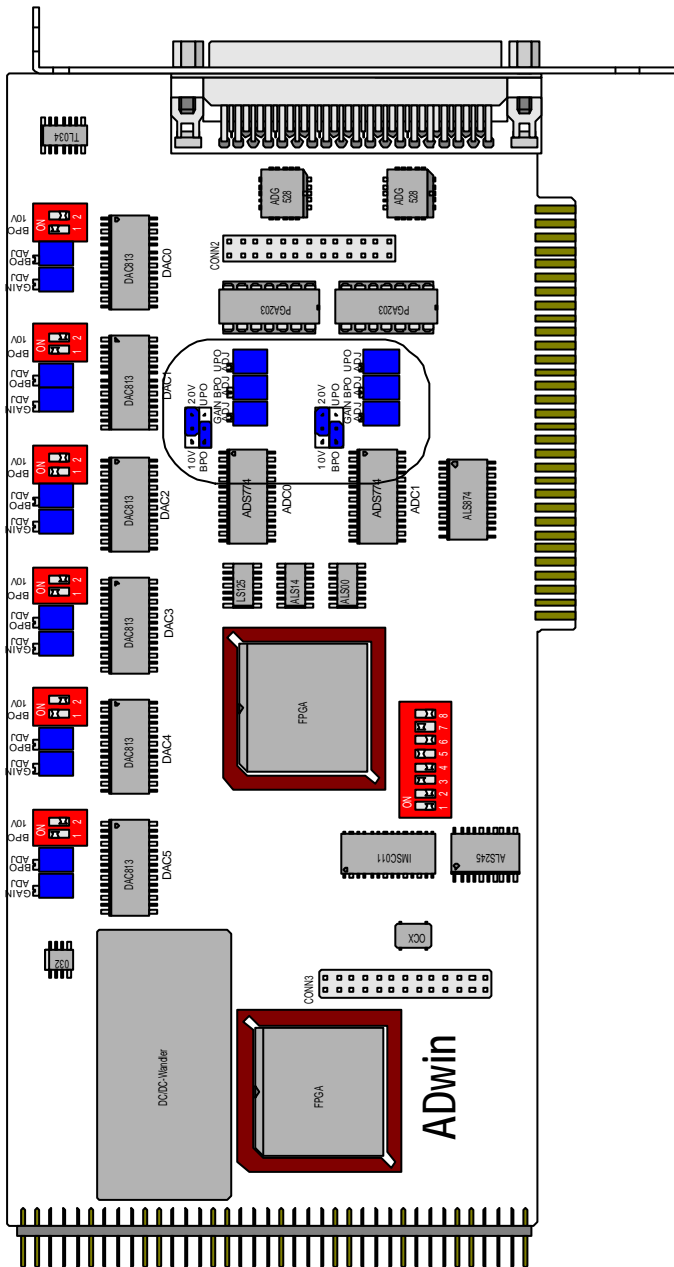 TL034
ADG
528
ADG
528
CONN2
ON
1 2
10V
BPO
BPO
ADJ
GAIN
ADJ
DAC813
DAC0
PGA203
PGA203
ON
1 2
10V
BPO
BPO
ADJ
GAIN
ADJ
DAC813
DAC1
UPO
ADJ
BPO
ADJ
GAIN
ADJ
20V
UPO
10V
BPO
UPO
ADJ
BPO
ADJ
GAIN
ADJ
20V
UPO
10V
BPO
ON
1 2
10V
BPO
BPO
ADJ
GAIN
ADJ
DAC813
DAC2
ADS774
ADC0
ADS774
ADC1
ALS874
ON
1 2
10V
BPO
BPO
ADJ
GAIN
ADJ
DAC813
DAC3
LS125
ALS14
ALS00
ON
1 2
10V
BPO
BPO
ADJ
GAIN
ADJ
DAC813
DAC4
FPGA
ON
1 2 3 4 5 6 7 8
ON
1 2
10V
BPO
BPO
ADJ
GAIN
ADJ
DAC813
DAC5
IMSC011
ALS245
032
OCX
CONN3
DC/DC-Wandler
FPGA
ADwin